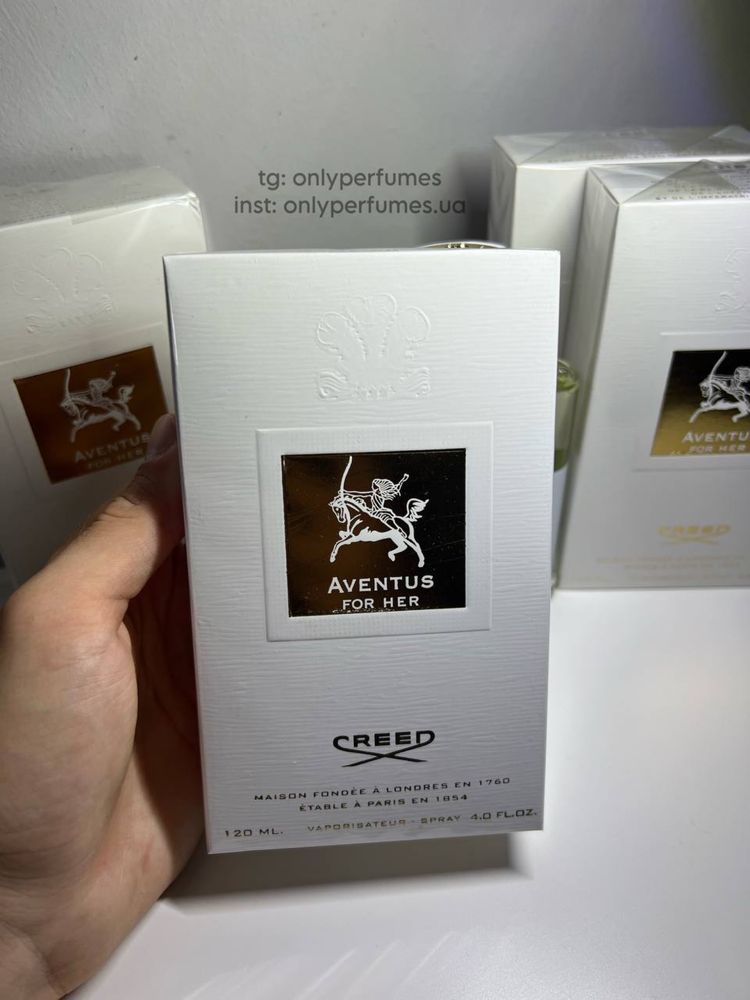 tg: onlyperfumes
inst: onlyperfumes.ua
AVENTUS
FOR HER
AVENTUS
FOR HER
CREED
MAISON FONDÉE À LONDRES EN 1760
ÉTABLE À PARIS EN 1854
120 ML. VAPORISATEUR - SPRAY 4.0 FL.OZ.
AVENTU
FOR HER
CREED